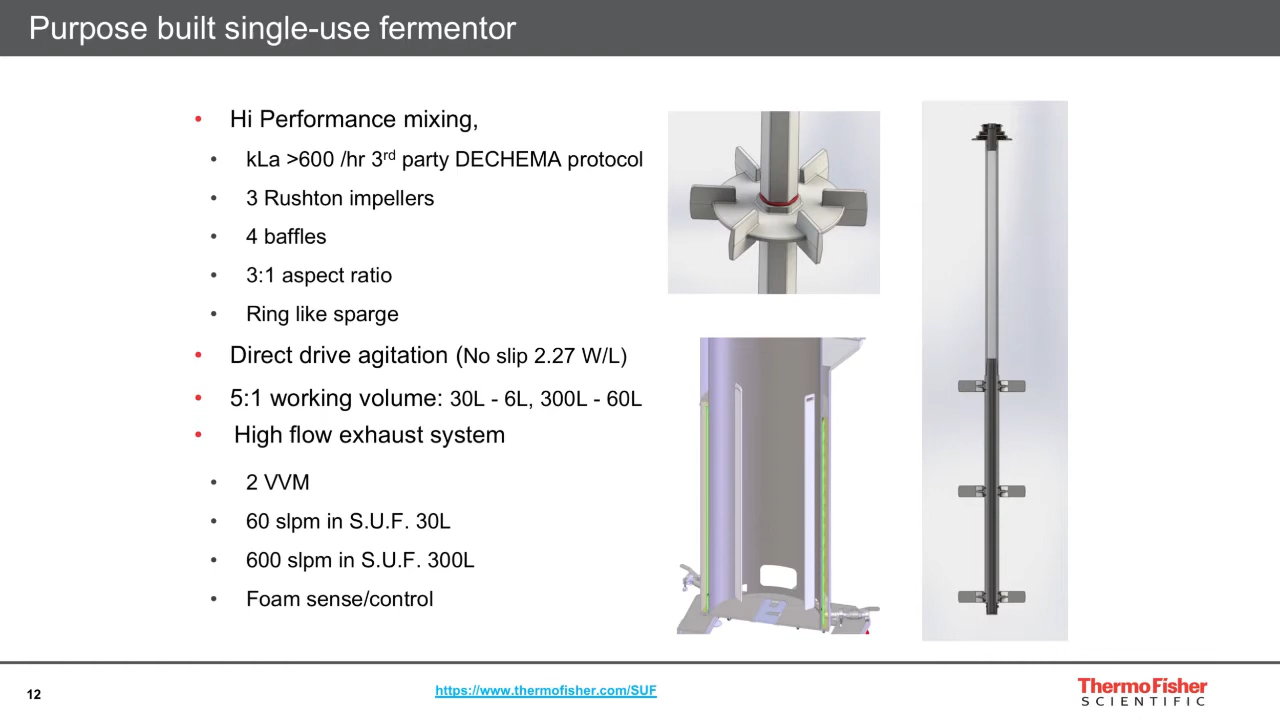 Purpose built single-use fermentor
• Hi Performance mixing,
• kLa >600 /hr 3rd party DECHEMA protocol
• 3 Rushton impellers
• 4 baffles
• 3:1 aspect ratio
• Ring like sparge
• Direct drive agitation (No slip 2.27 W/L)
• 5:1 working volume: 30L - 6L, 300L - 60L
• High flow exhaust system
• 2 VVM
• 60 slpm in S.U.F. 30L
• 600 slpm in S.U.F. 300L
• Foam sense/control
12
https://www.thermofisher.com/SUF
ThermoFisher
SCIENTIFIC